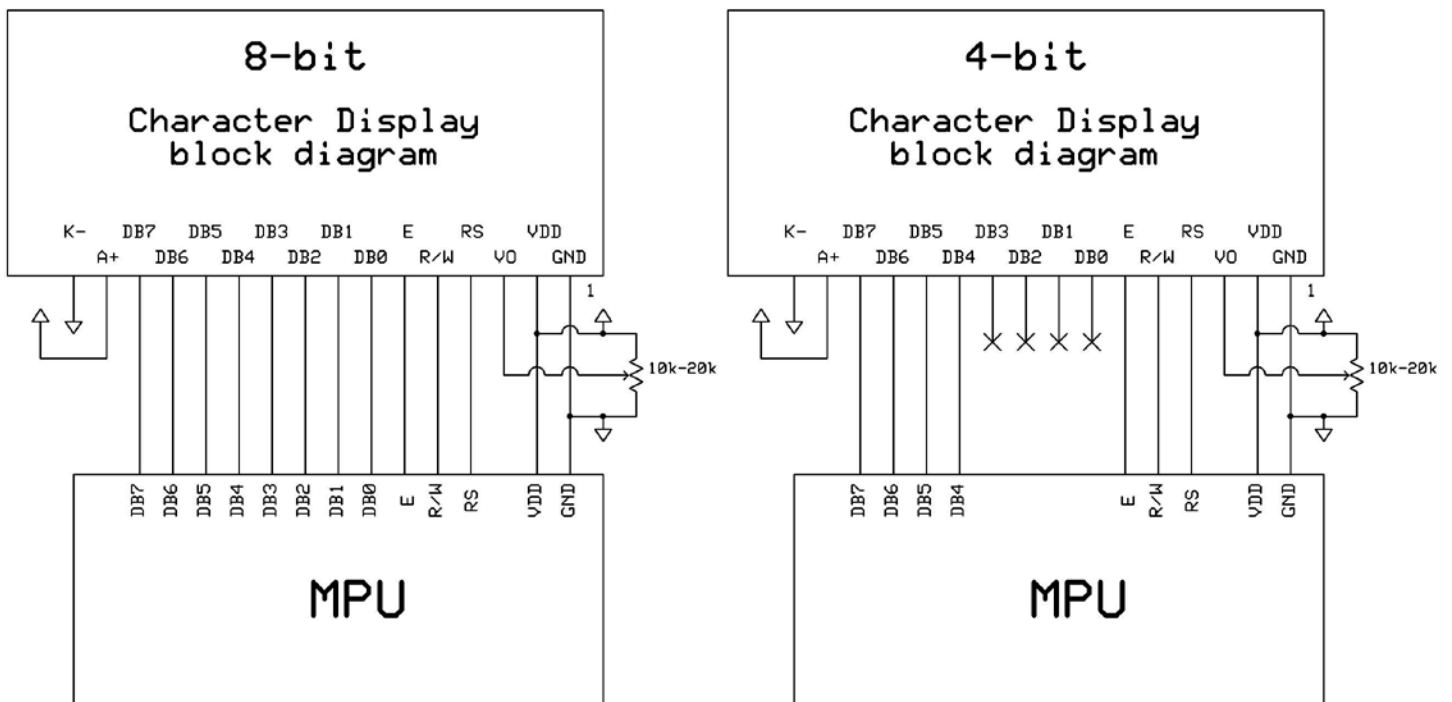 8-bit
Character Display
block diagram
K- DB7 DB5 DB3 DB1 E RS VDD
A+ DB6 DB4 DB2 DB0 R/W VO GND
1
10k-20k
DB7 DB6 DB5 DB4 DB3 DB2 DB1 DB0 E R/W RS VDD GND
MPU
4-bit
Character Display
block diagram
K- DB7 DB5 DB3 DB1 E RS VDD
A+ DB6 DB4 DB2 DB0 R/W VO GND
1
10k-20k
DB7 DB6 DB5 DB4 E R/W RS VDD GND
MPU